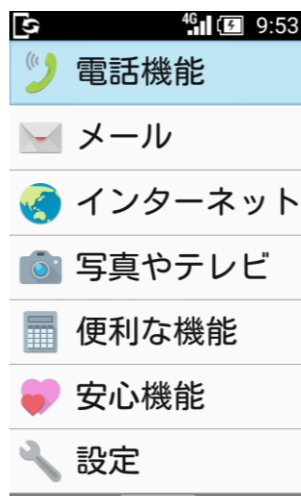 4G 9:53
電話機能
メール
インターネット
写真やテレビ
便利な機能
安心機能
設定